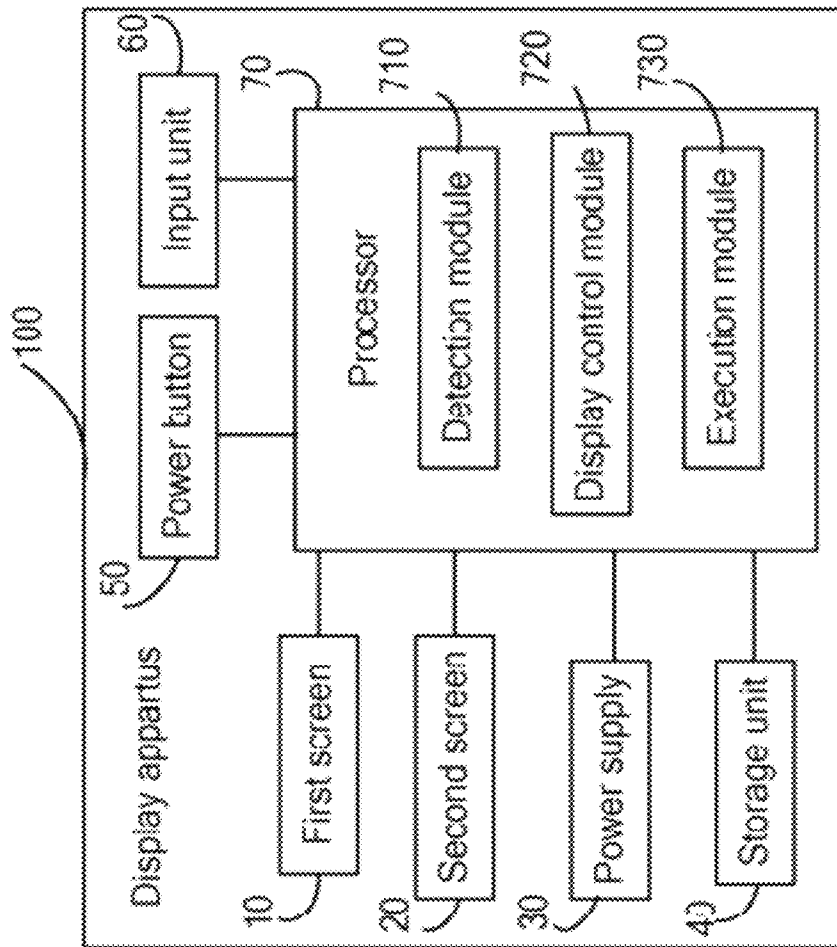 100
Display appartus
50
Power button
60
Input unit
70
Processor
10
First screen
20
Second screen
30
Power supply
40
Storage unit
710
Detection module
720
Display control module
730
Execution module